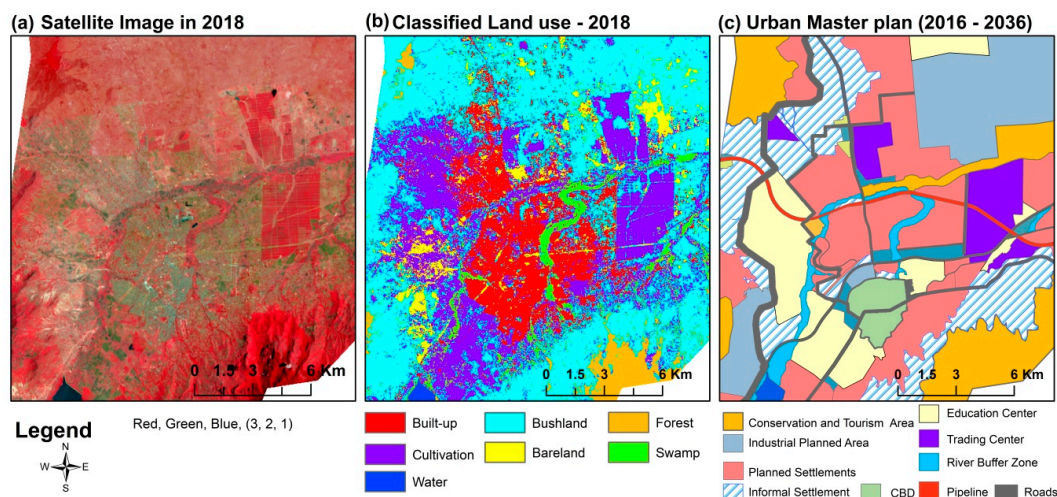 (a) Satellite Image in 2018
(b) Classified Land use - 2018
(c) Urban Master plan (2016 - 2036)
0 1.5 3 6 Km
0 1.5 3 6 Km
0 1.5 3 6 Km
Legend
Red, Green, Blue, (3, 2, 1)
N
W E
S
Built-up
Bushland
Forest
Cultivation
Bareland
Swamp
Water
Conservation and Tourism Area
Education Center
Industrial Planned Area
Trading Center
Planned Settlements
River Buffer Zone
Informal Settlement
CBD
Pipeline
Roads